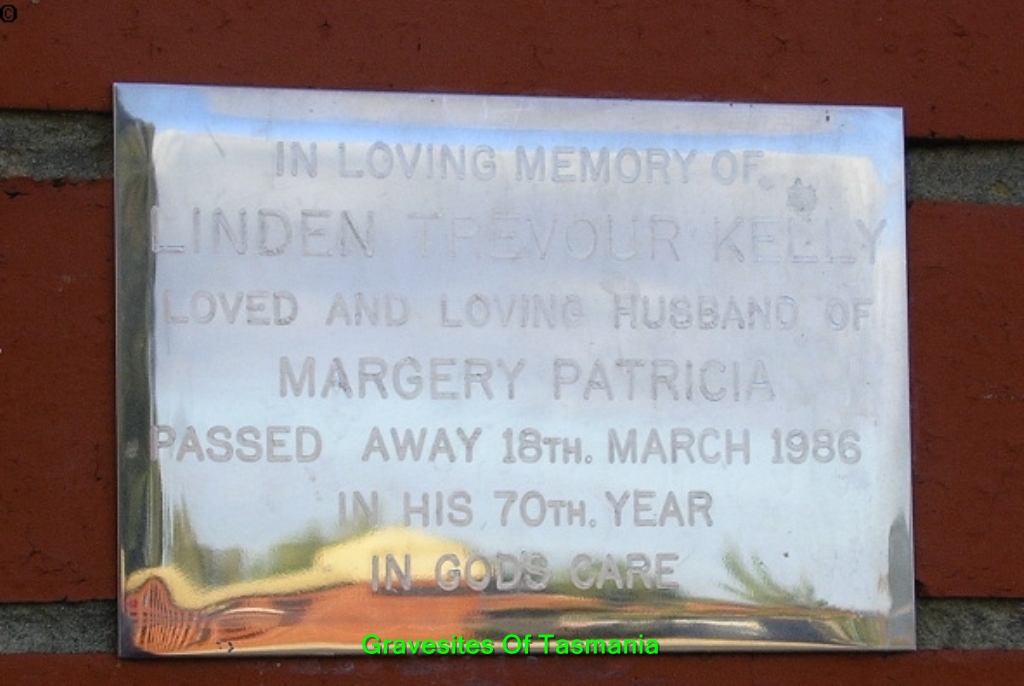 ©
IN LOVING MEMORY OF
LINDEN TREVOUR KELLY
LOVED AND LOVING HUSBAND OF
MARGERY PATRICIA
PASSED AWAY 18TH. MARCH 1986
IN HIS 70TH. YEAR
IN GOD'S CARE
Gravesites Of Tasmania